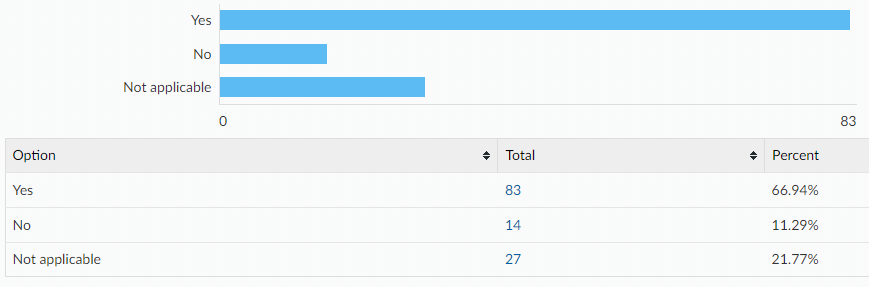 Yes
No
Not applicable
0 83
Option Total Percent
Yes 83 66.94%
No 14 11.29%
Not applicable 27 21.77%